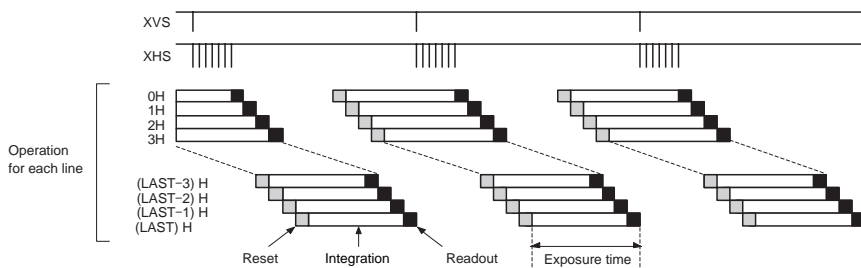 XVS
XHS
0H
1H
2H
3H
Operation
for each line
(LAST−3) H
(LAST−2) H
(LAST−1) H
(LAST) H
Reset
Integration
Readout
Exposure time